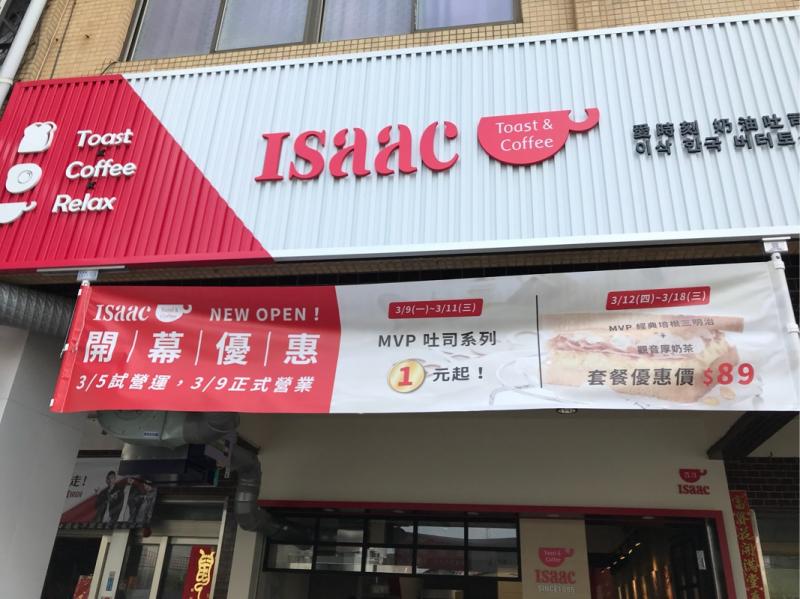 Toast
Coffee
Relax
Isaac
Toast &
Coffee
愛時刻 奶油吐司
이삭 한국 버터토
Isaac
Toast &
Coffee
NEW OPEN！
開幕優惠
3/5試營運，3/9正式營業
3/9(一)~3/11(三)
MVP 吐司系列
1元起！
3/12(四)~3/18(三)
MVP 經典培根三明治
+
觀音厚奶茶
套餐優惠價 $89
走！
Isaac
Toast &
Coffee
Isaac